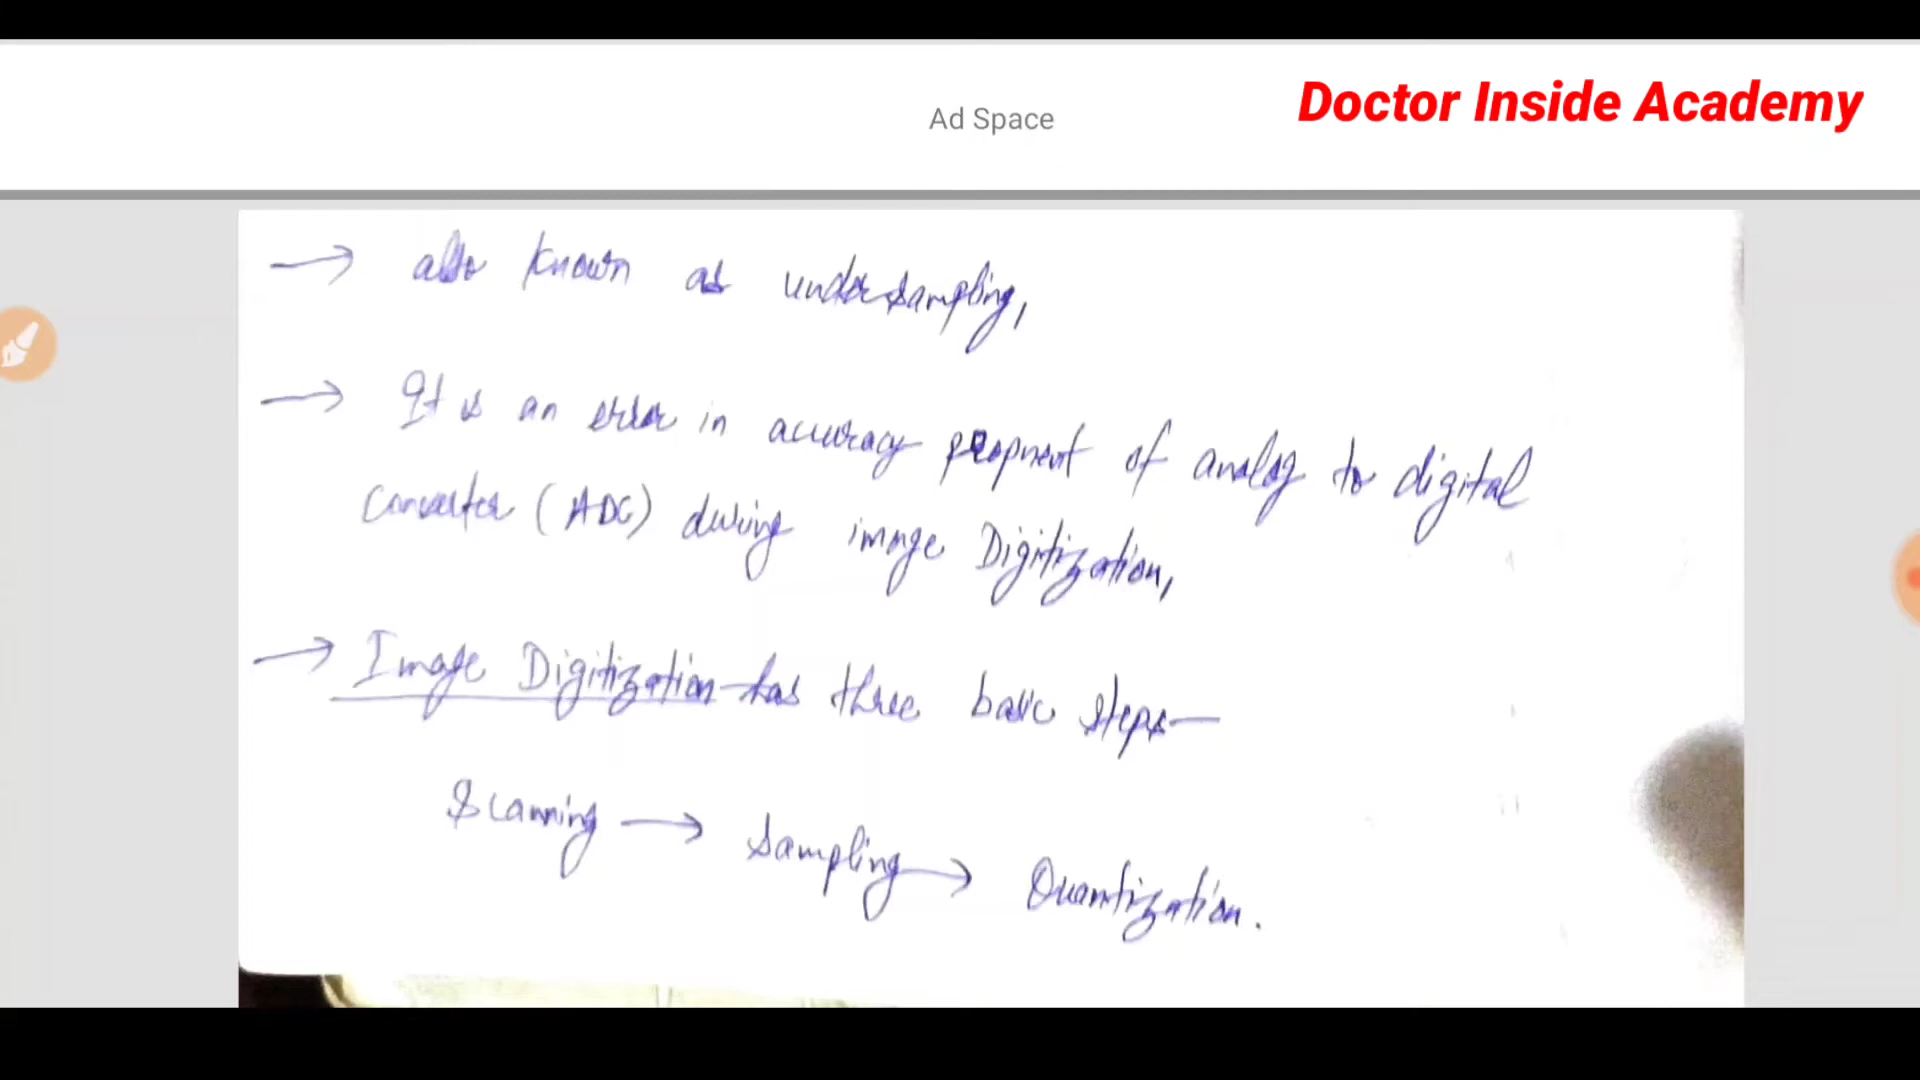 Doctor Inside Academy
Ad Space
→ also known as undersampling,
→ It is an error in accuracy of analog to digital
Converter (ADC) during image Digitization,
→ Image Digitization has three basic steps—
Scanning → Sampling → Quantization.